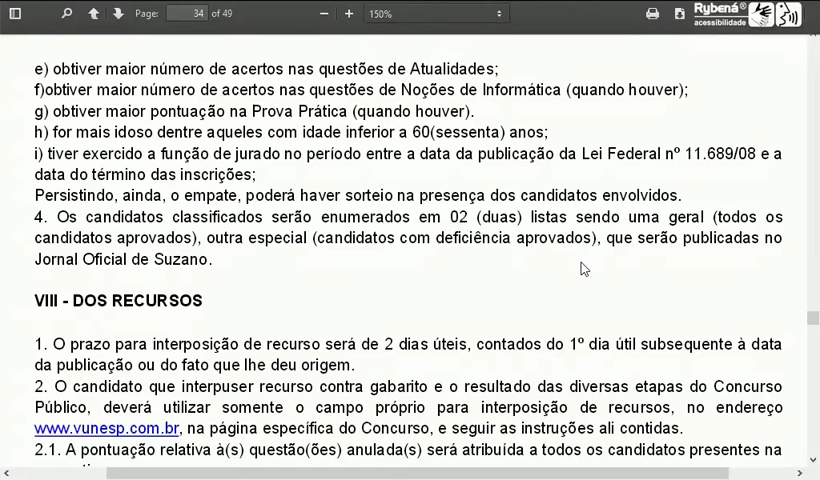 Page: 34 of 49
150%
Rybená®
acessibilidade
e) obtiver maior número de acertos nas questões de Atualidades;
f)obtiver maior número de acertos nas questões de Noções de Informática (quando houver);
g) obtiver maior pontuação na Prova Prática (quando houver).
h) for mais idoso dentre aqueles com idade inferior a 60(sessenta) anos;
i) tiver exercido a função de jurado no período entre a data da publicação da Lei Federal nº 11.689/08 e a
data do término das inscrições;
Persistindo, ainda, o empate, poderá haver sorteio na presença dos candidatos envolvidos.
4. Os candidatos classificados serão enumerados em 02 (duas) listas sendo uma geral (todos os
candidatos aprovados), outra especial (candidatos com deficiência aprovados), que serão publicadas no
Jornal Oficial de Suzano.
VIII - DOS RECURSOS
1. O prazo para interposição de recurso será de 2 dias úteis, contados do 1º dia útil subsequente à data
da publicação ou do fato que lhe deu origem.
2. O candidato que interpuser recurso contra gabarito e o resultado das diversas etapas do Concurso
Público, deverá utilizar somente o campo próprio para interposição de recursos, no endereço
www.vunesp.com.br, na página específica do Concurso, e seguir as instruções ali contidas.
2.1. A pontuação relativa à(s) questão(ões) anulada(s) será atribuída a todos os candidatos presentes na